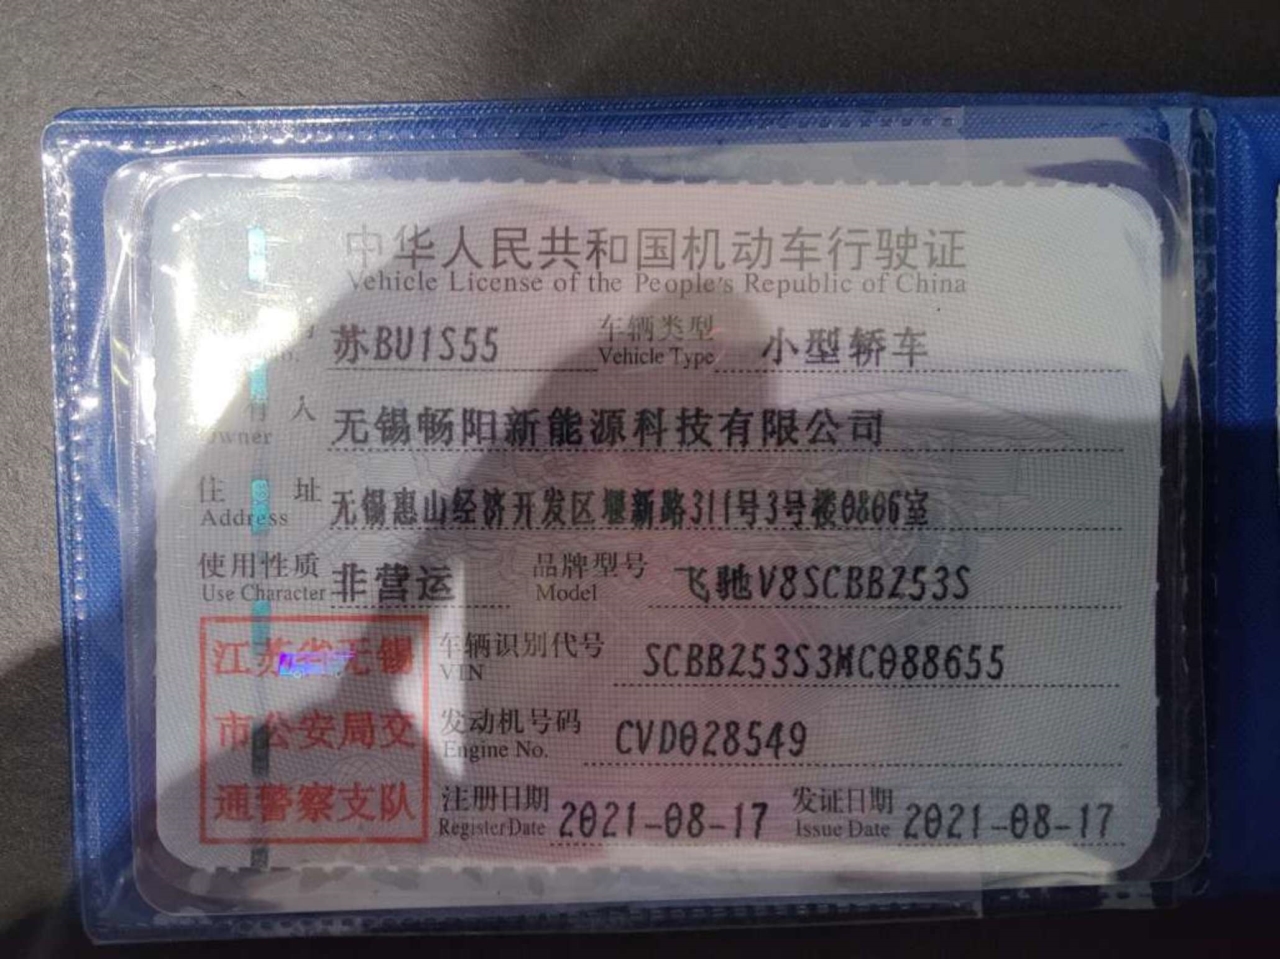 中华人民共和国机动车行驶证
Vehicle License of the People's Republic of China
苏BU1S55 车辆类型 Vehicle Type 小型轿车
有人 Owner 无锡畅阳新能源科技有限公司
住址 Address 无锡惠山经济开发区堰新路311号3号楼0806室
使用性质 Use Character 非营运 品牌型号 Model 飞驰V8SCBBZ53S
车辆识别代号 VIN SCBBZ53S3MC088655
发动机号码 Engine No. CVD028549
注册日期 Register Date 2021-08-17 发证日期 Issue Date 2021-08-17
江苏省无锡
市公安局交
通警察支队